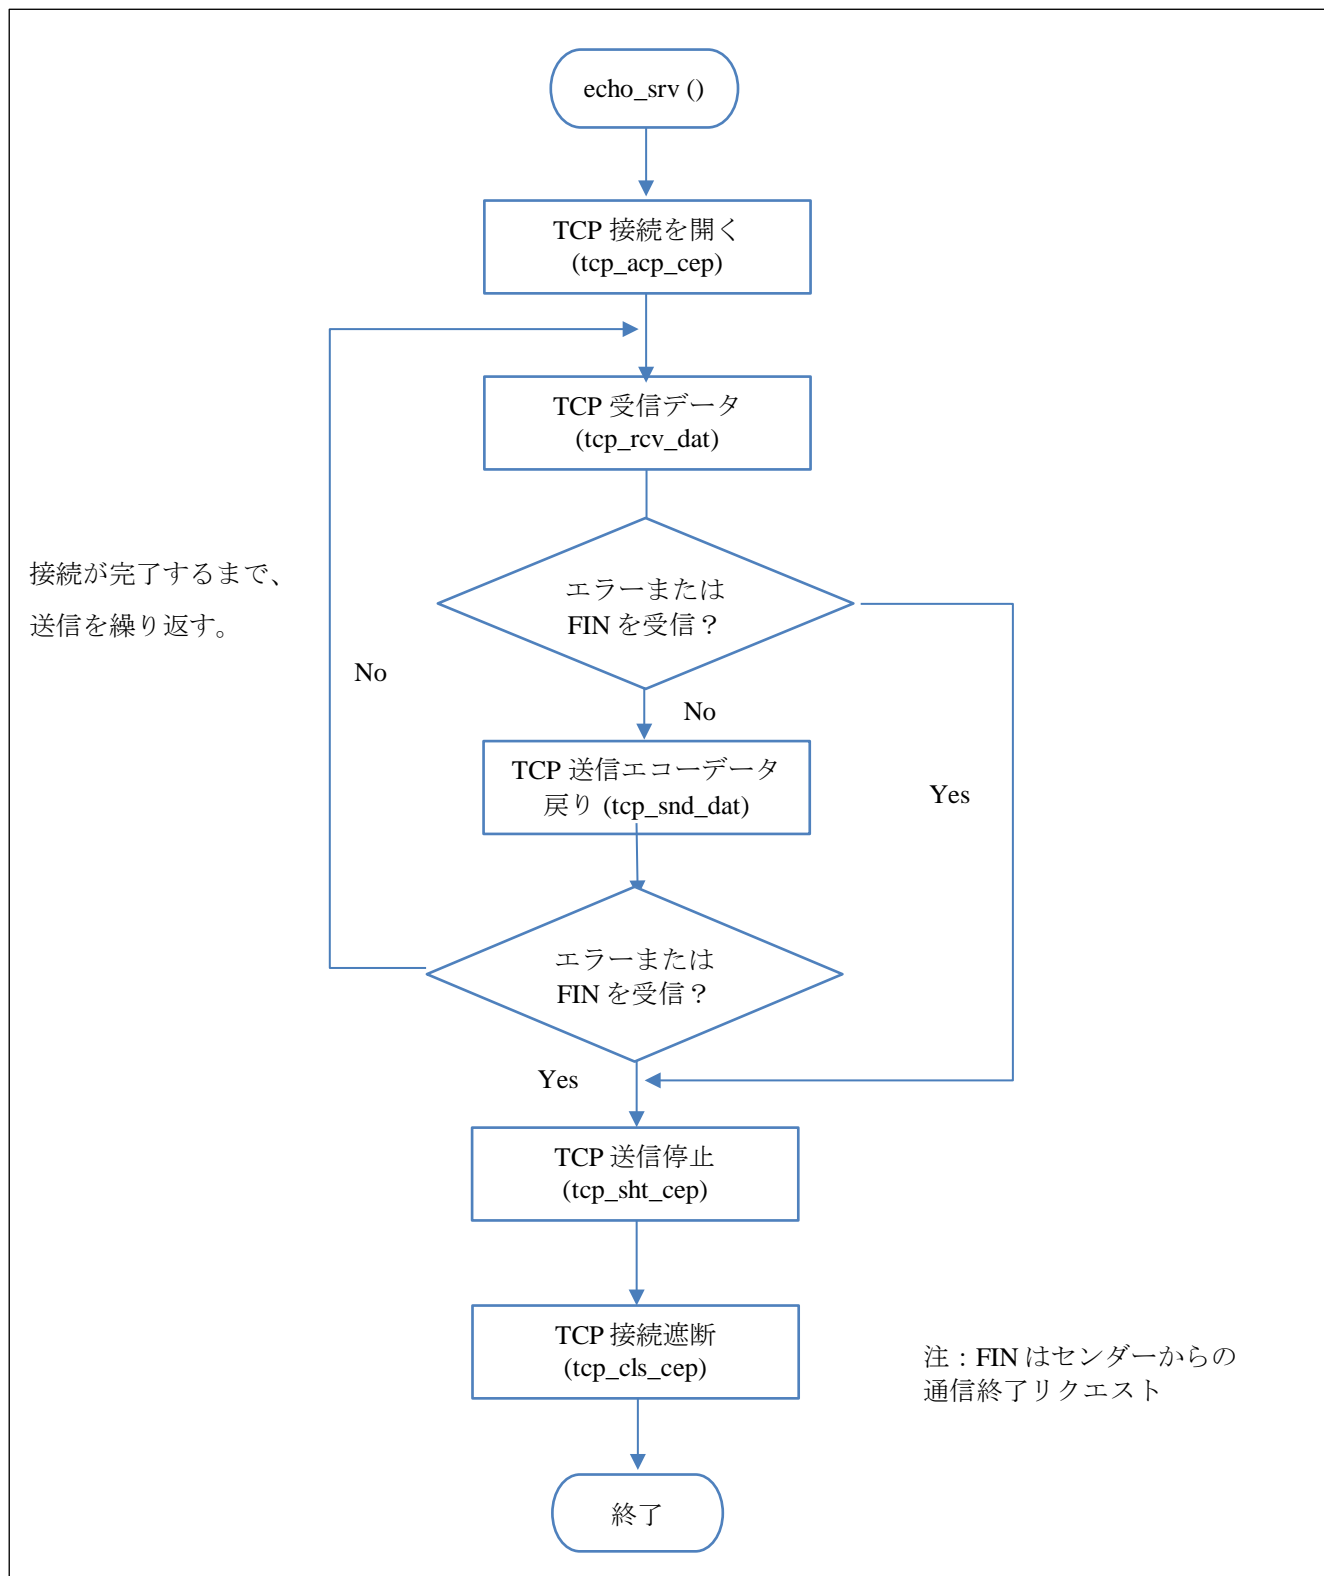 echo_srv ()
TCP 接続を開く
(tcp_acp_cep)
TCP 受信データ
(tcp_rcv_dat)
接続が完了するまで、
送信を繰り返す。
エラーまたは
FIN を受信？
No
No
TCP 送信エコーデータ
戻り (tcp_snd_dat)
Yes
エラーまたは
FIN を受信？
Yes
TCP 送信停止
(tcp_sht_cep)
TCP 接続遮断
(tcp_cls_cep)
注：FIN はセンダーからの
通信終了リクエスト
終了